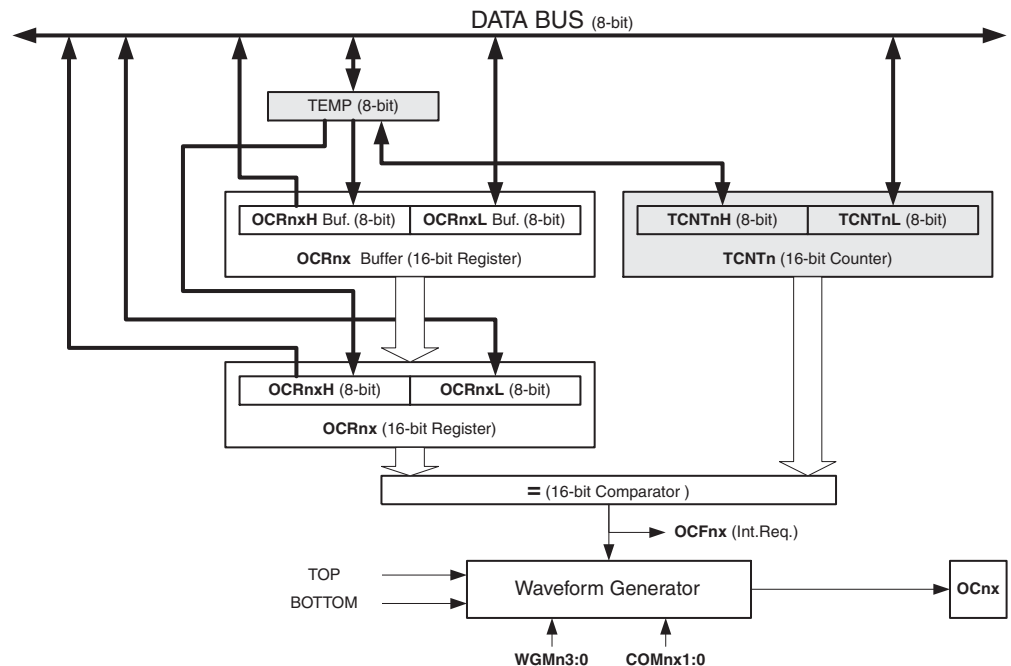 DATA BUS (8-bit)
TEMP (8-bit)
OCRnxH Buf. (8-bit) OCRnxL Buf. (8-bit)
OCRnx Buffer (16-bit Register)
TCNTnH (8-bit) TCNTnL (8-bit)
TCNTn (16-bit Counter)
OCRnxH (8-bit) OCRnxL (8-bit)
OCRnx (16-bit Register)
= (16-bit Comparator )
OCFnx (Int.Req.)
TOP
BOTTOM
Waveform Generator
OCnx
WGMn3:0 COMnx1:0